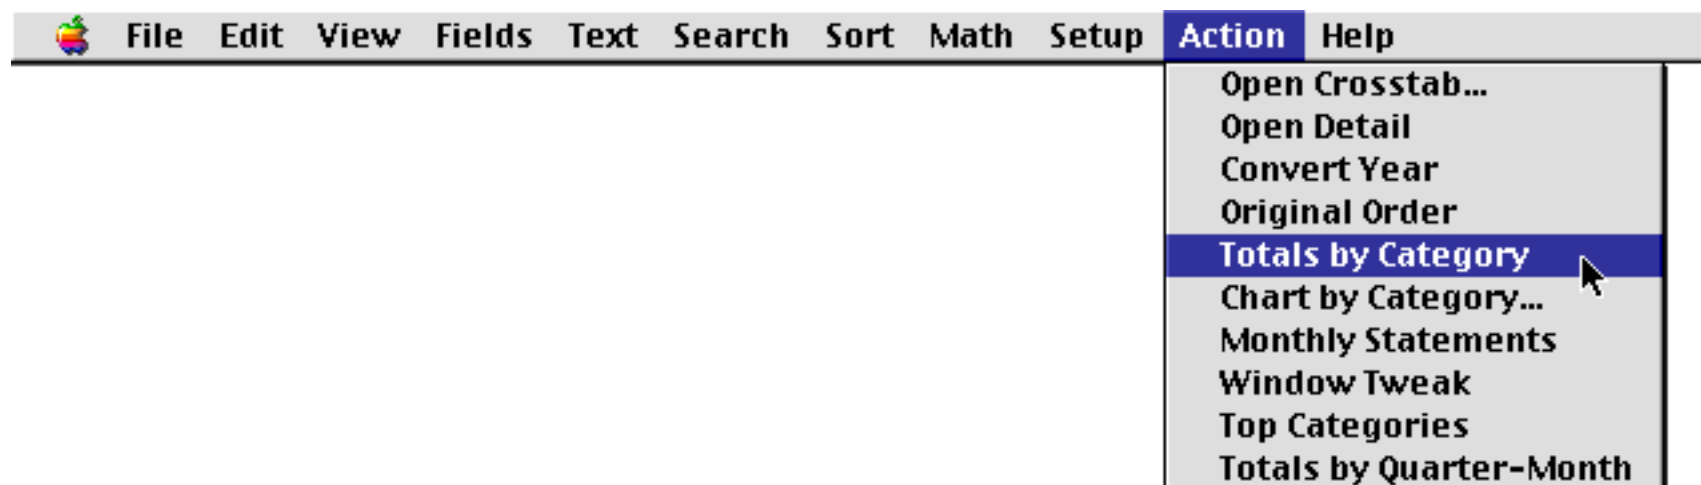 File Edit View Fields Text Search Sort Math Setup Action Help
Open Crosstab...
Open Detail
Convert Year
Original Order
Totals by Category
Chart by Category...
Monthly Statements
Window Tweak
Top Categories
Totals by Quarter-Month